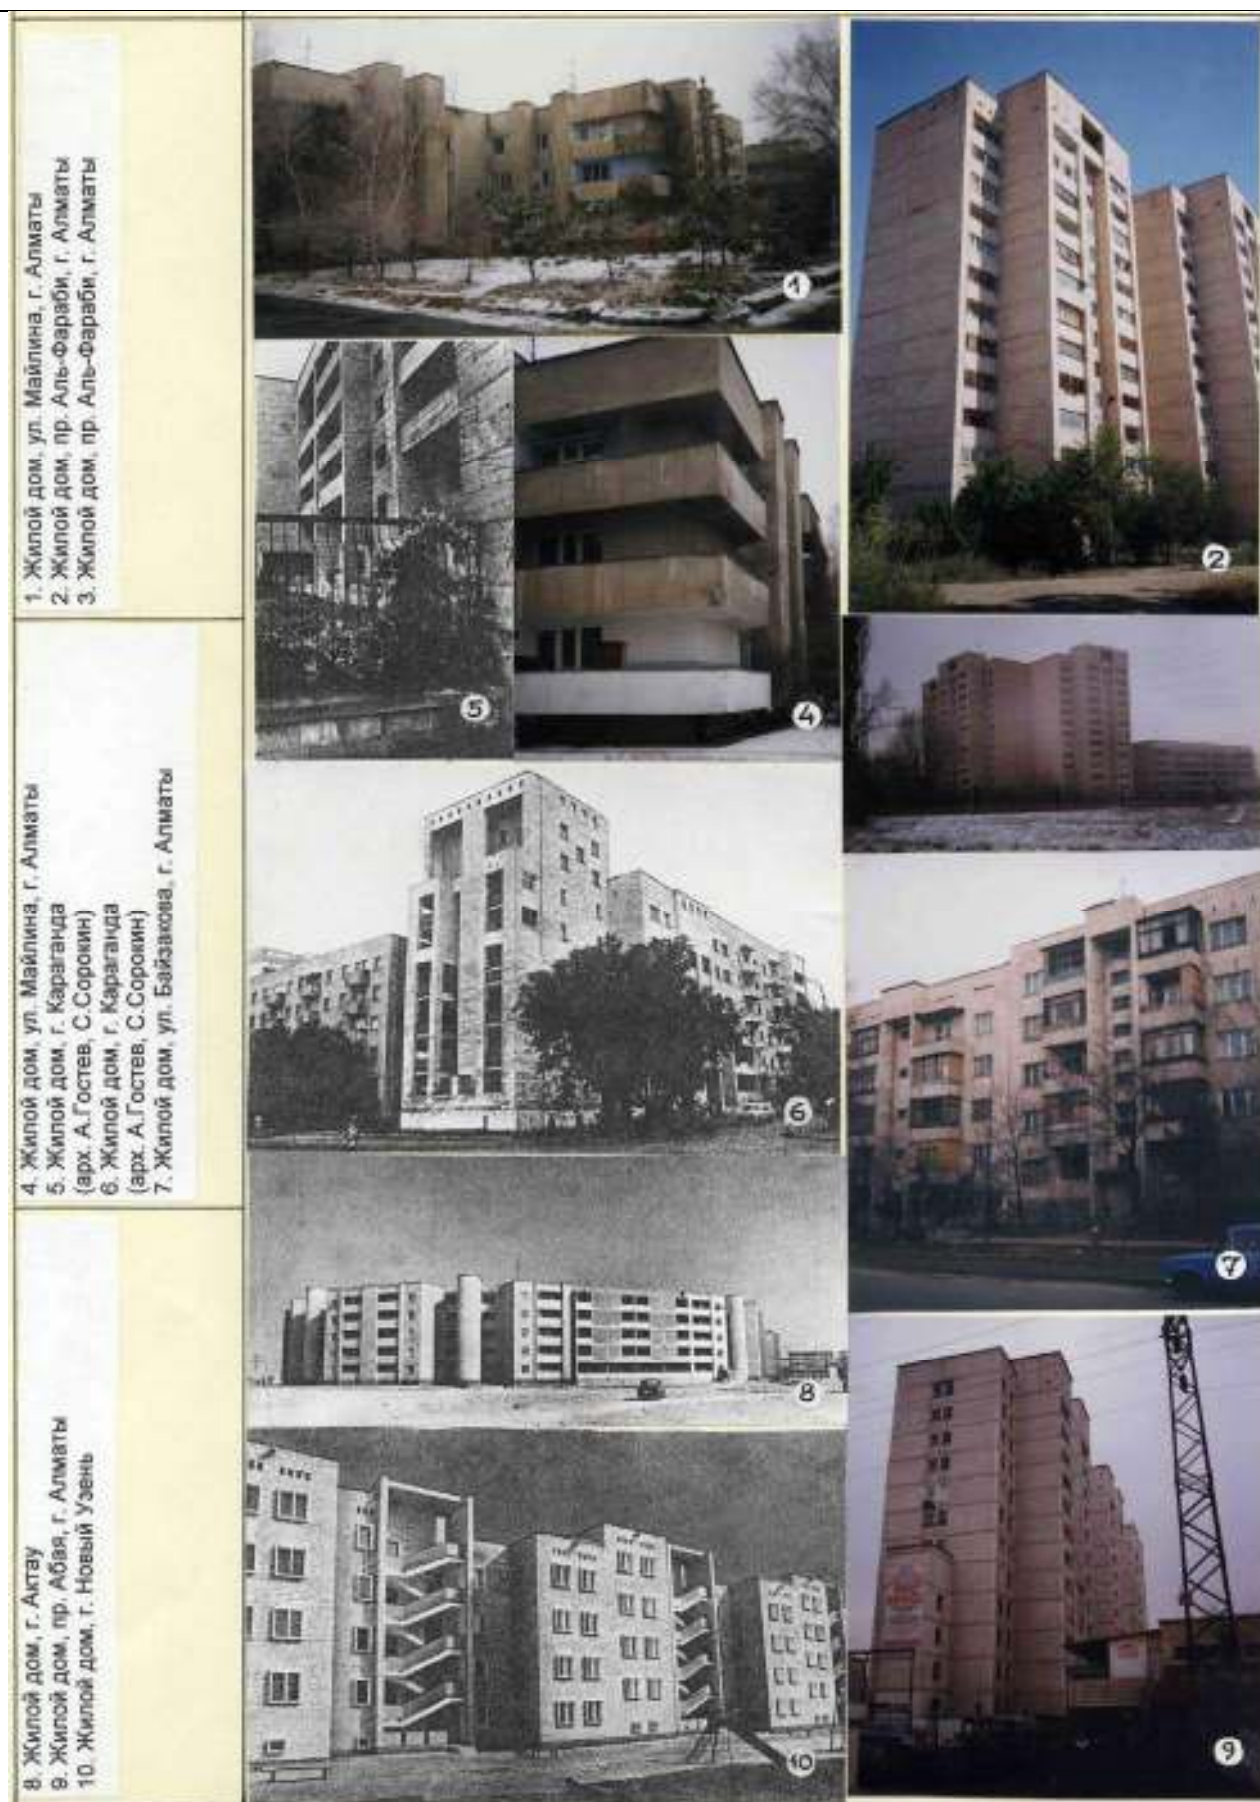 1. Жилой дом, ул. Майлина, г. Алматы
2. Жилой дом, пр. Аль-Фараби, г. Алматы
3. Жилой дом, пр. Аль-Фараби, г. Алматы
4. Жилой дом, ул. Майлина, г. Алматы
5. Жилой дом, г. Караганда
(арх. А.Гостев, С.Сорокин)
6. Жилой дом, г. Караганда
(арх. А.Гостев, С.Сорокин)
7. Жилой дом, ул. Байзакова, г. Алматы
8. Жилой дом, г. Актау
9. Жилой дом, пр. Абая, г. Алматы
10. Жилой дом, г. Новый Узень
1
2
5
4
6
7
8
10
9